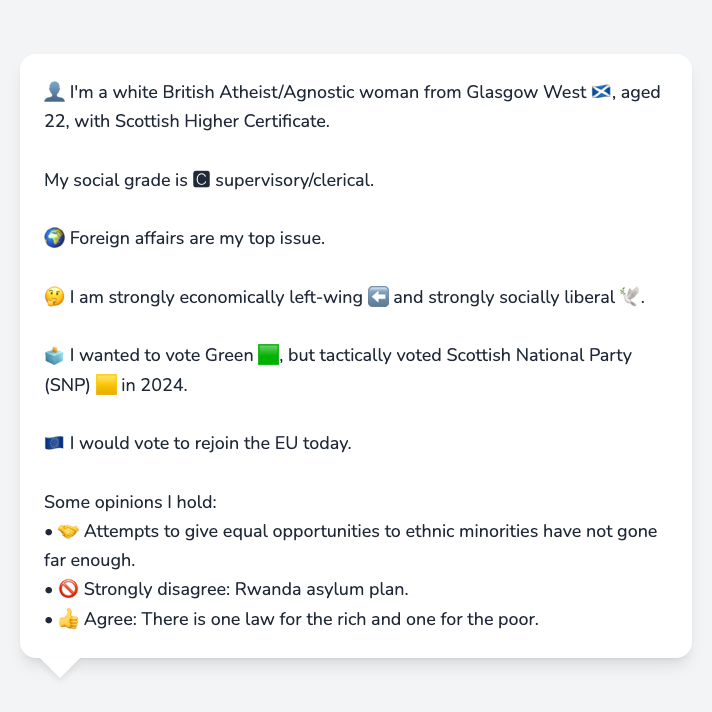 👤 I'm a white British Atheist/Agnostic woman from Glasgow West 🏴󠁧󠁢󠁳󠁣󠁴󠁿, aged
22, with Scottish Higher Certificate.
My social grade is 🅲 supervisory/clerical.
🌍 Foreign affairs are my top issue.
🤔 I am strongly economically left-wing ⬅️ and strongly socially liberal 🕊️.
🗳️ I wanted to vote Green 🟩, but tactically voted Scottish National Party
(SNP) 🟨 in 2024.
🇪🇺 I would vote to rejoin the EU today.
Some opinions I hold:
• 🤝 Attempts to give equal opportunities to ethnic minorities have not gone
far enough.
• 🚫 Strongly disagree: Rwanda asylum plan.
• 👍 Agree: There is one law for the rich and one for the poor.